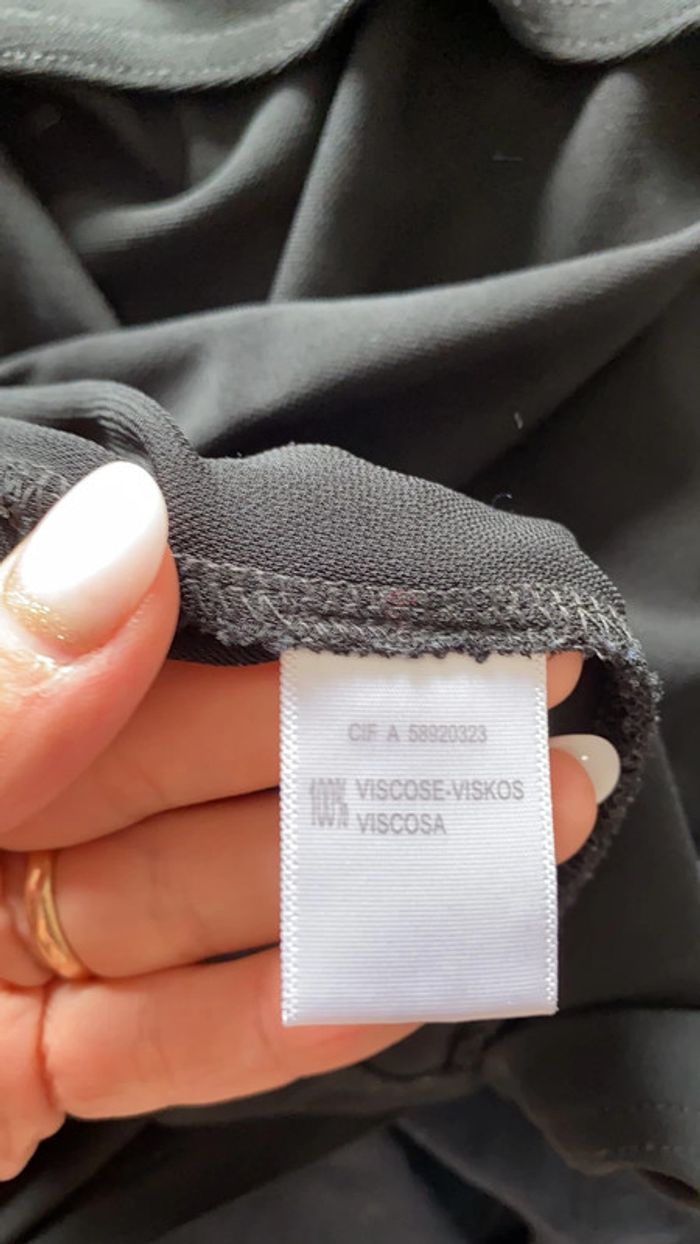 CIF A 58920323
100% VISCOSE-VISKOS
VISCOSA